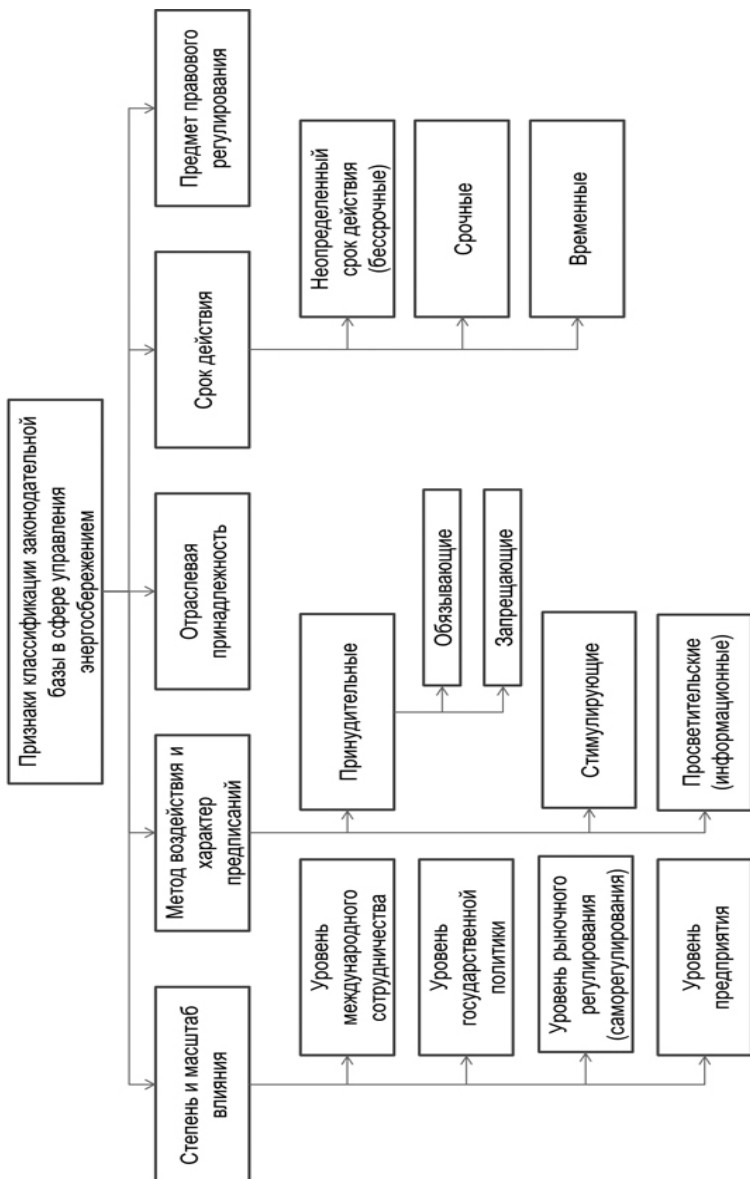 Признаки классификации законодательной
базы в сфере управления
энергосбережением
Степень и масштаб
влияния
Метод воздействия и
характер
предписаний
Отраслевая
принадлежность
Срок действия
Предмет правового
регулирования
Уровень
международного
сотрудничества
Уровень
государственной
политики
Уровень рыночного
регулирования
(саморегулирования)
Уровень
предприятия
Принудительные
Обязывающие
Запрещающие
Стимулирующие
Просветительские
(информационные)
Неопределенный
срок действия
(бессрочные)
Срочные
Временные